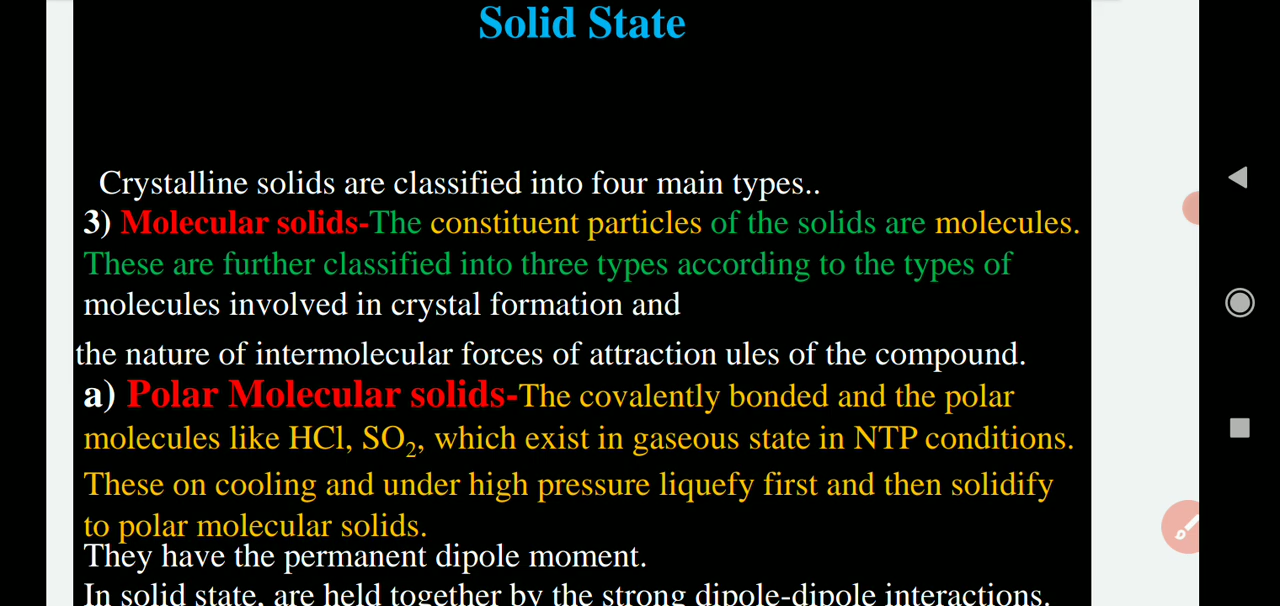 Solid State
Crystalline solids are classified into four main types..
3) Molecular solids-The constituent particles of the solids are molecules.
These are further classified into three types according to the types of
molecules involved in crystal formation and
the nature of intermolecular forces of attraction ules of the compound.
a) Polar Molecular solids-The covalently bonded and the polar
molecules like HCl, SO₂, which exist in gaseous state in NTP conditions.
These on cooling and under high pressure liquefy first and then solidify
to polar molecular solids.
They have the permanent dipole moment.
In solid state, are held together by the strong dipole-dipole interactions.